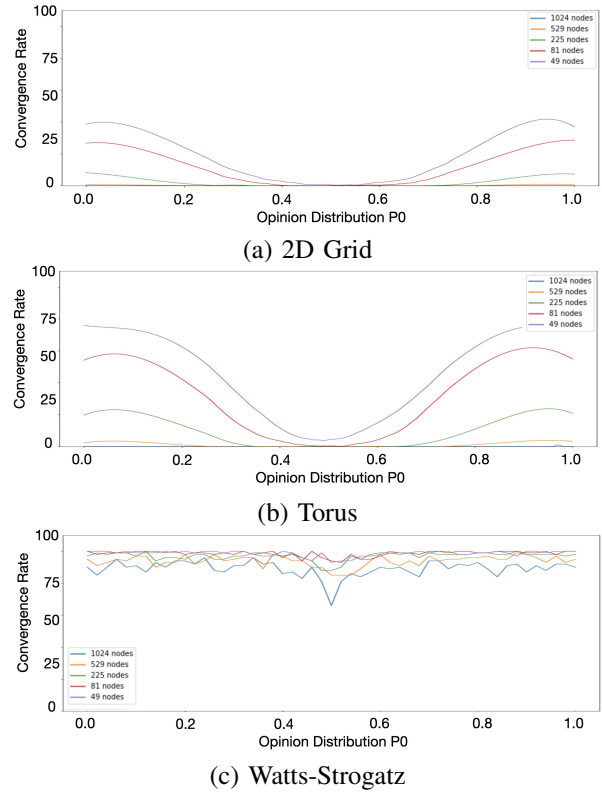 100
75
50
25
0
Convergence Rate
1024 nodes
529 nodes
225 nodes
81 nodes
49 nodes
0.0 0.2 0.4 0.6 0.8 1.0
Opinion Distribution P0
(a) 2D Grid
100
75
50
25
0
Convergence Rate
1024 nodes
529 nodes
225 nodes
81 nodes
49 nodes
0.0 0.2 0.4 0.6 0.8 1.0
Opinion Distribution P0
(b) Torus
100
75
50
25
0
Convergence Rate
1024 nodes
529 nodes
225 nodes
81 nodes
49 nodes
0.0 0.2 0.4 0.6 0.8 1.0
Opinion Distribution P0
(c) Watts-Strogatz